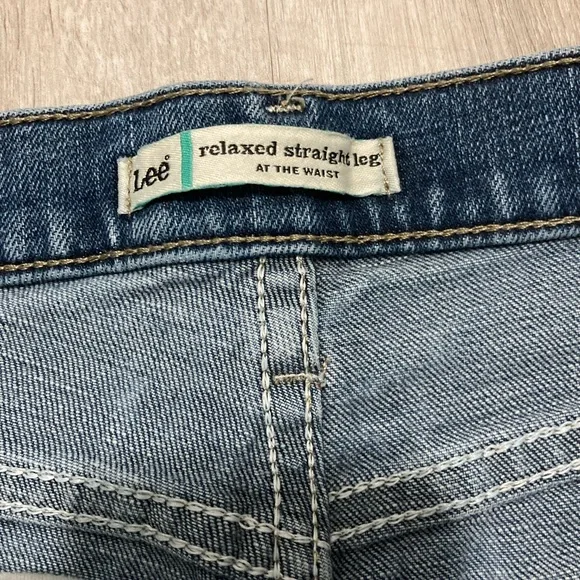 Lee
relaxed straight leg
AT THE WAIST